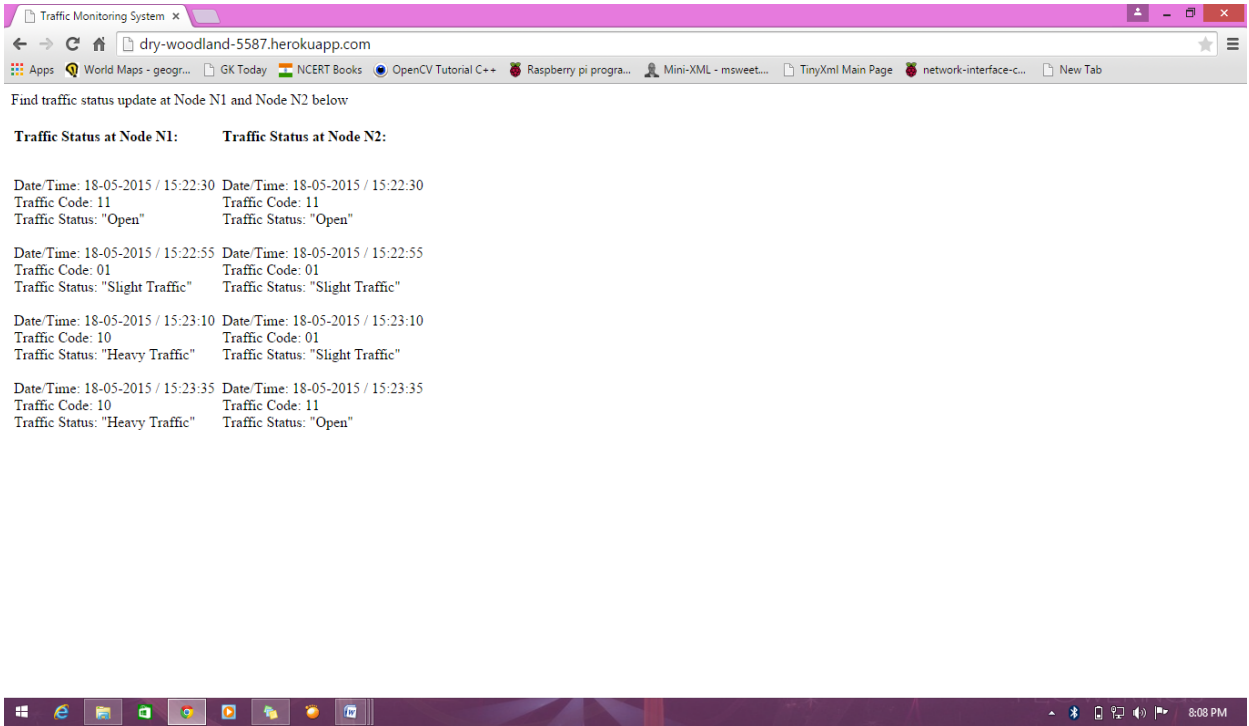 Traffic Monitoring System
dry-woodland-5587.herokuapp.com
Apps World Maps - geogr... GK Today NCERT Books OpenCV Tutorial C++ Raspberry pi progra... Mini-XML - msweet.... TinyXml Main Page network-interface-c... New Tab
Find traffic status update at Node N1 and Node N2 below
Traffic Status at Node N1: Traffic Status at Node N2:
Date/Time: 18-05-2015 / 15:22:30 Date/Time: 18-05-2015 / 15:22:30
Traffic Code: 11 Traffic Code: 11
Traffic Status: "Open" Traffic Status: "Open"
Date/Time: 18-05-2015 / 15:22:55 Date/Time: 18-05-2015 / 15:22:55
Traffic Code: 01 Traffic Code: 01
Traffic Status: "Slight Traffic" Traffic Status: "Slight Traffic"
Date/Time: 18-05-2015 / 15:23:10 Date/Time: 18-05-2015 / 15:23:10
Traffic Code: 10 Traffic Code: 01
Traffic Status: "Heavy Traffic" Traffic Status: "Slight Traffic"
Date/Time: 18-05-2015 / 15:23:35 Date/Time: 18-05-2015 / 15:23:35
Traffic Code: 10 Traffic Code: 11
Traffic Status: "Heavy Traffic" Traffic Status: "Open"
8:08 PM